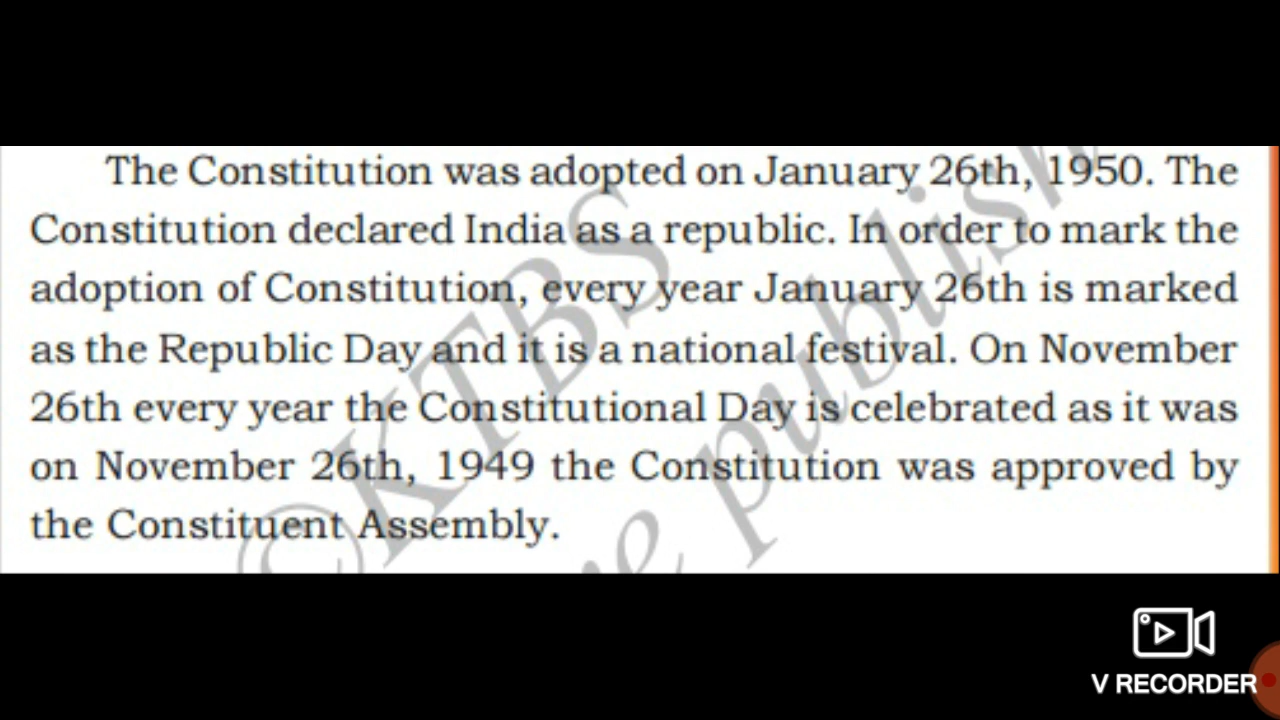 The Constitution was adopted on January 26th, 1950. The
Constitution declared India as a republic. In order to mark the
adoption of Constitution, every year January 26th is marked
as the Republic Day and it is a national festival. On November
26th every year the Constitutional Day is celebrated as it was
on November 26th, 1949 the Constitution was approved by
the Constituent Assembly.
©KTBS
publish
V RECORDER